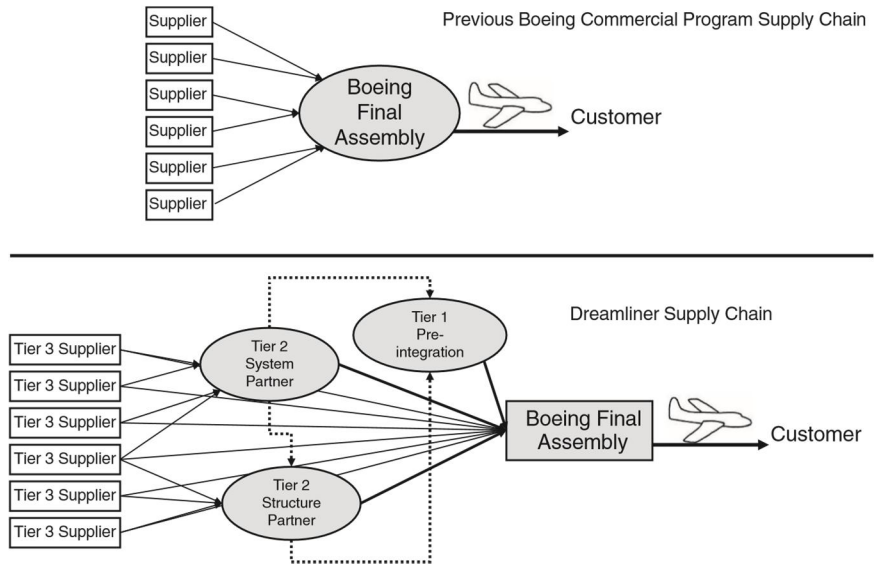 Previous Boeing Commercial Program Supply Chain
Supplier
Supplier
Supplier
Supplier
Supplier
Supplier
Boeing
Final
Assembly
Customer
Dreamliner Supply Chain
Tier 3 Supplier
Tier 3 Supplier
Tier 3 Supplier
Tier 3 Supplier
Tier 3 Supplier
Tier 3 Supplier
Tier 2
System
Partner
Tier 1
Pre-
integration
Tier 2
Structure
Partner
Boeing Final
Assembly
Customer